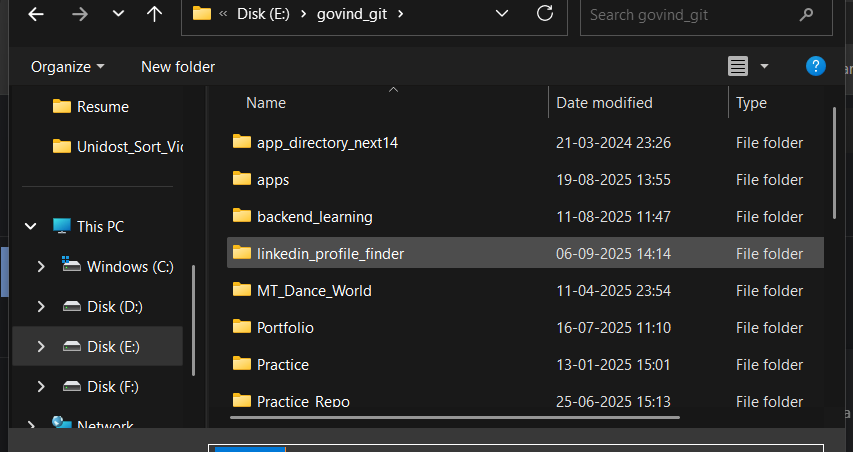 « Disk (E:) > govind_git >
Search govind_git
Organize
New folder
?
Resume
Unidost_Sort_Vid
This PC
Windows (C:)
Disk (D:)
Disk (E:)
Disk (F:)
Network
Name Date modified Type
app_directory_next14 21-03-2024 23:26 File folder
apps 19-08-2025 13:55 File folder
backend_learning 11-08-2025 11:47 File folder
linkedin_profile_finder 06-09-2025 14:14 File folder
MT_Dance_World 11-04-2025 23:54 File folder
Portfolio 16-07-2025 11:10 File folder
Practice 13-01-2025 15:01 File folder
Practice_Repo 25-06-2025 15:13 File folder